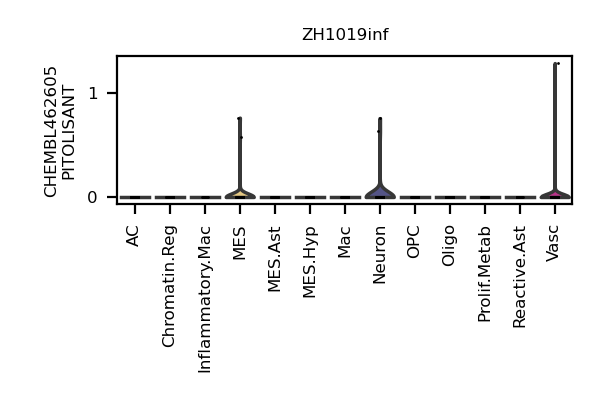 ZH1019inf
CHEMBL462605
PITOLISANT
1
0
AC
Chromatin.Reg
Inflammatory.Mac
MES
MES.Ast
MES.Hyp
Mac
Neuron
OPC
Oligo
Prolif.Metab
Reactive.Ast
Vasc